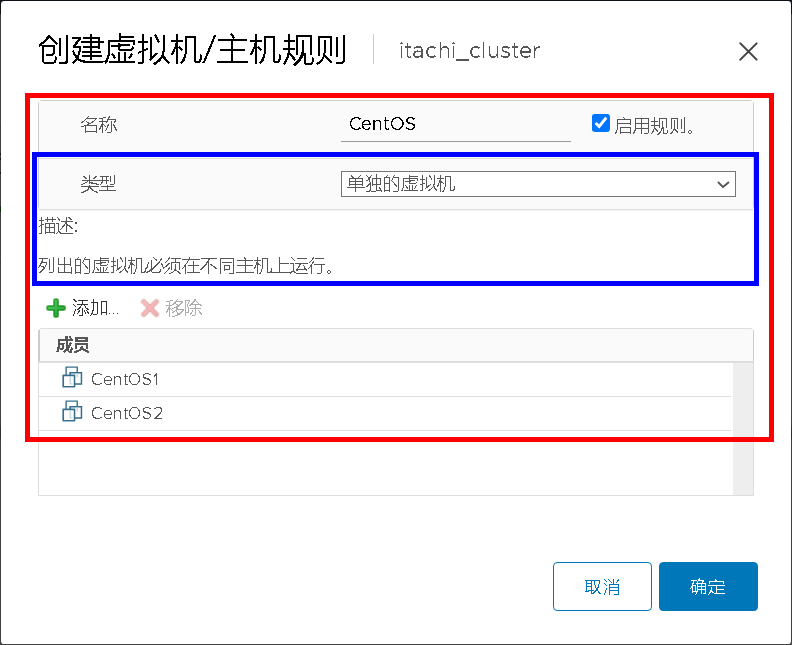 创建虚拟机/主机规则 itachi_cluster
名称 CentOS 启用规则。
类型 单独的虚拟机
描述:
列出的虚拟机必须在不同主机上运行。
添加... 移除
成员
CentOS1
CentOS2
取消 确定